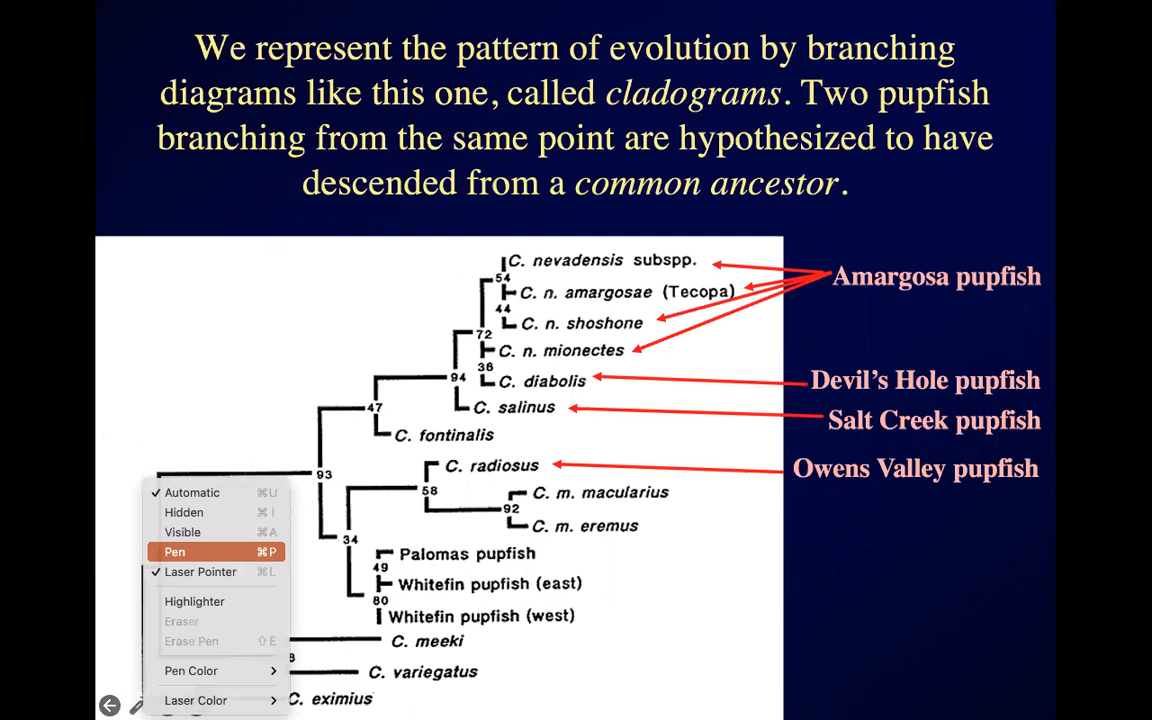 We represent the pattern of evolution by branching
diagrams like this one, called cladograms. Two pupfish
branching from the same point are hypothesized to have
descended from a common ancestor.
C. nevadensis subspp.
54
Amargosa pupfish
C. n. amargosae (Tecopa)
44
C. n. shoshone
72
C. n. mionectes
36
94
C. diabolis
Devil's Hole pupfish
C. salinus
Salt Creek pupfish
47
C. fontinalis
C. radiosus
Owens Valley pupfish
93
58
C. m. macularius
92
C. m. eremus
34
Palomas pupfish
49
Whitefin pupfish (east)
80
Whitefin pupfish (west)
C. meeki
C. variegatus
C. eximius
✓ Automatic ⌘U
Hidden ⌘I
Visible ⌘A
Pen ⌘P
✓ Laser Pointer ⌘L
Highlighter
Eraser
Erase Pen ⇧E
Pen Color >
Laser Color >